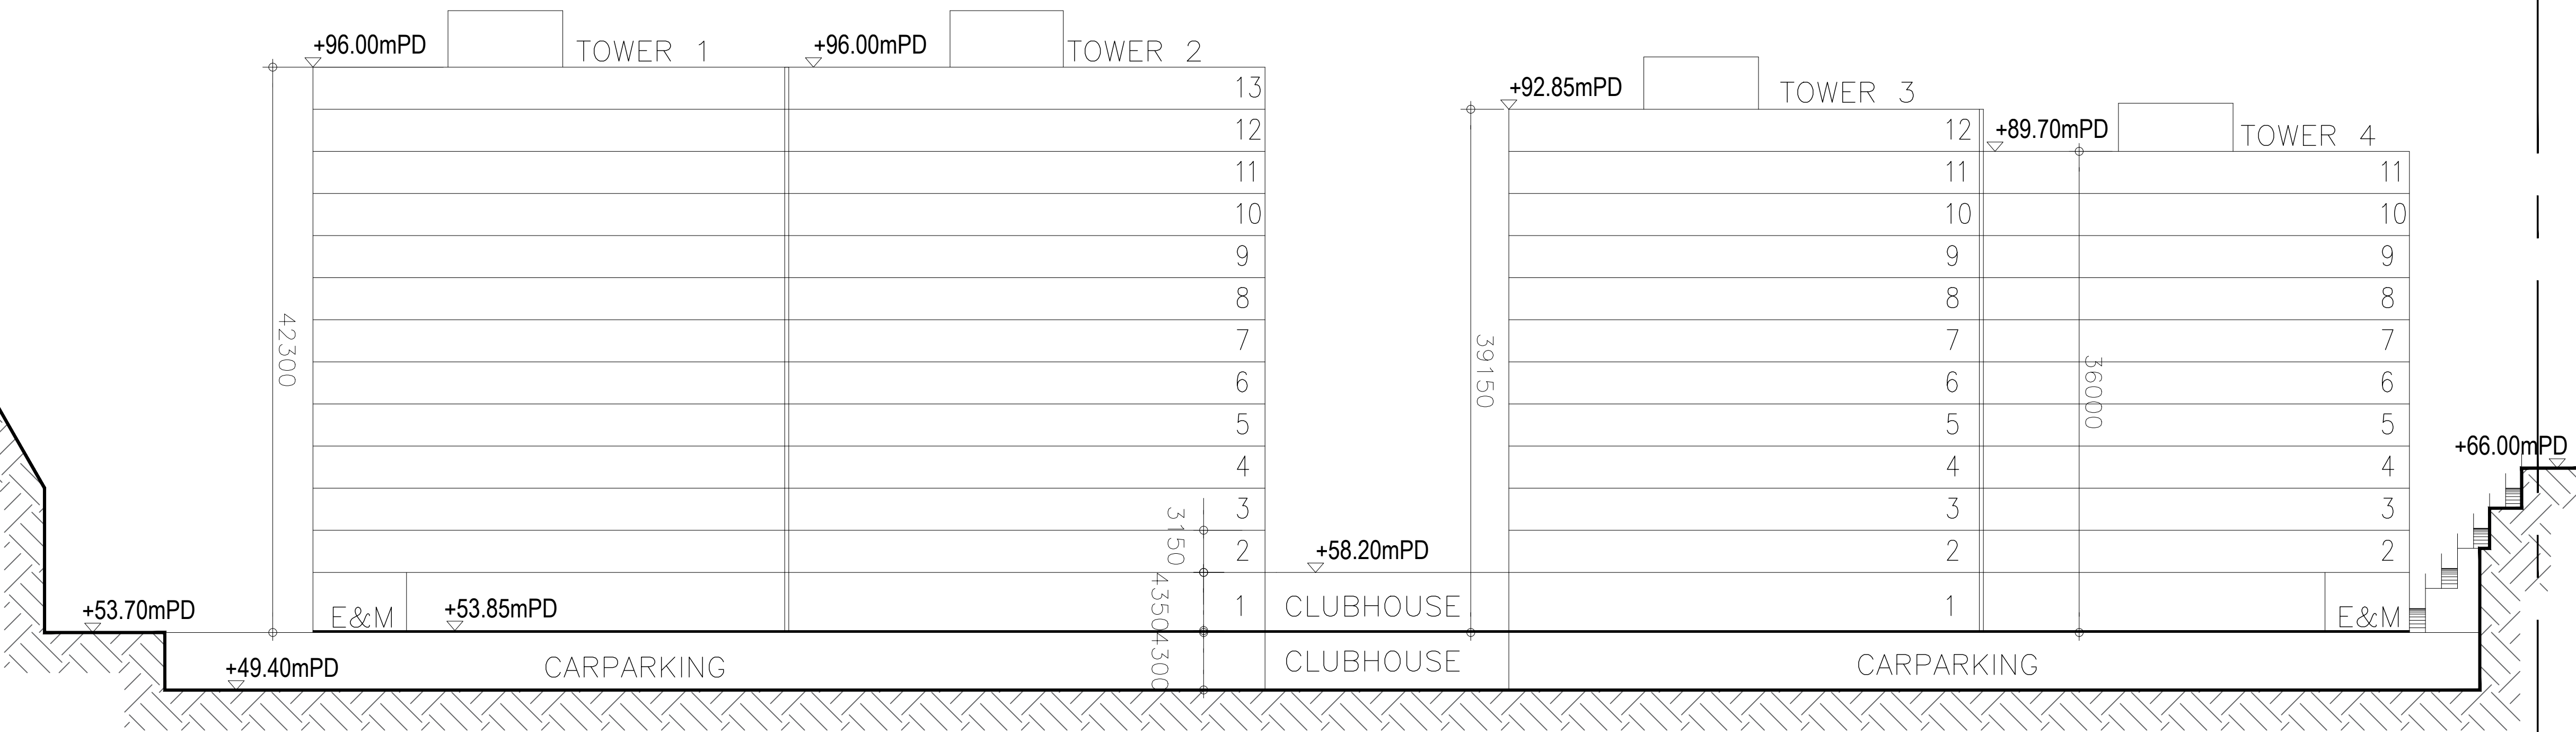 +96.00mPD
TOWER 1
+96.00mPD
TOWER 2
+92.85mPD
TOWER 3
+89.70mPD
TOWER 4
13
12
11
10
9
8
7
6
5
4
3
2
1
12
11
10
9
8
7
6
5
4
3
2
1
11
10
9
8
7
6
5
4
3
2
42300
39150
36000
3150
4350
4300
+66.00mPD
+58.20mPD
+53.70mPD
E&M
+53.85mPD
CLUBHOUSE
E&M
+49.40mPD
CARPARKING
CLUBHOUSE
CARPARKING